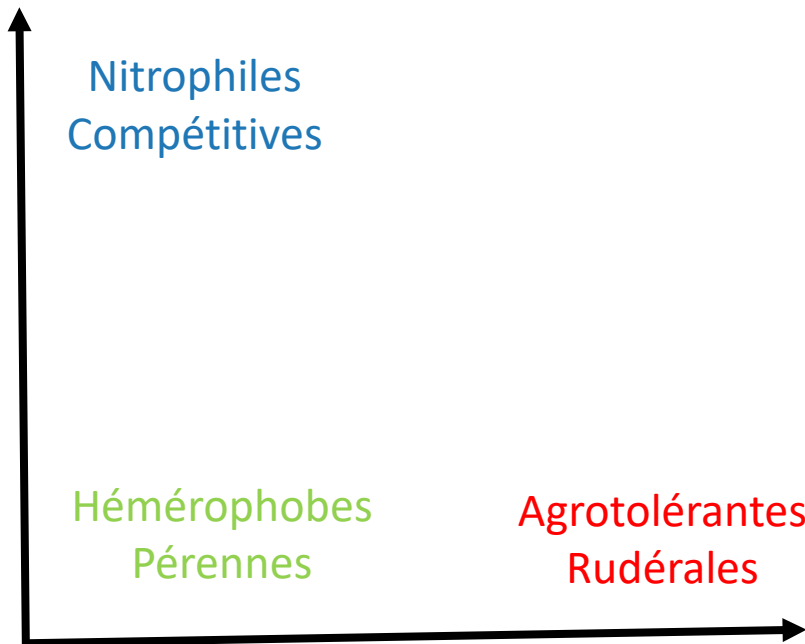 Nitrophiles
Compétitives
Hémérophobes
Pérennes
Agrotolérantes
Rudérales